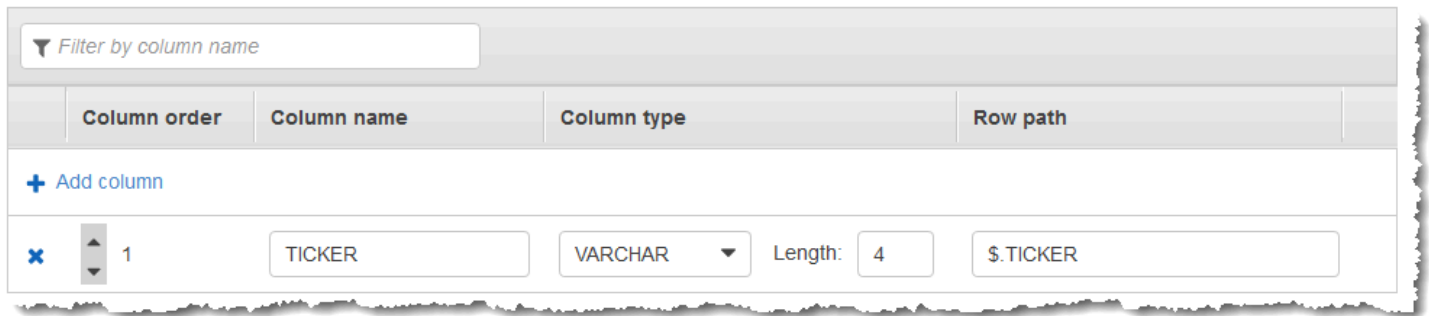 Filter by column name
Column order Column name Column type Row path
Add column
1 TICKER VARCHAR Length: 4 $.TICKER